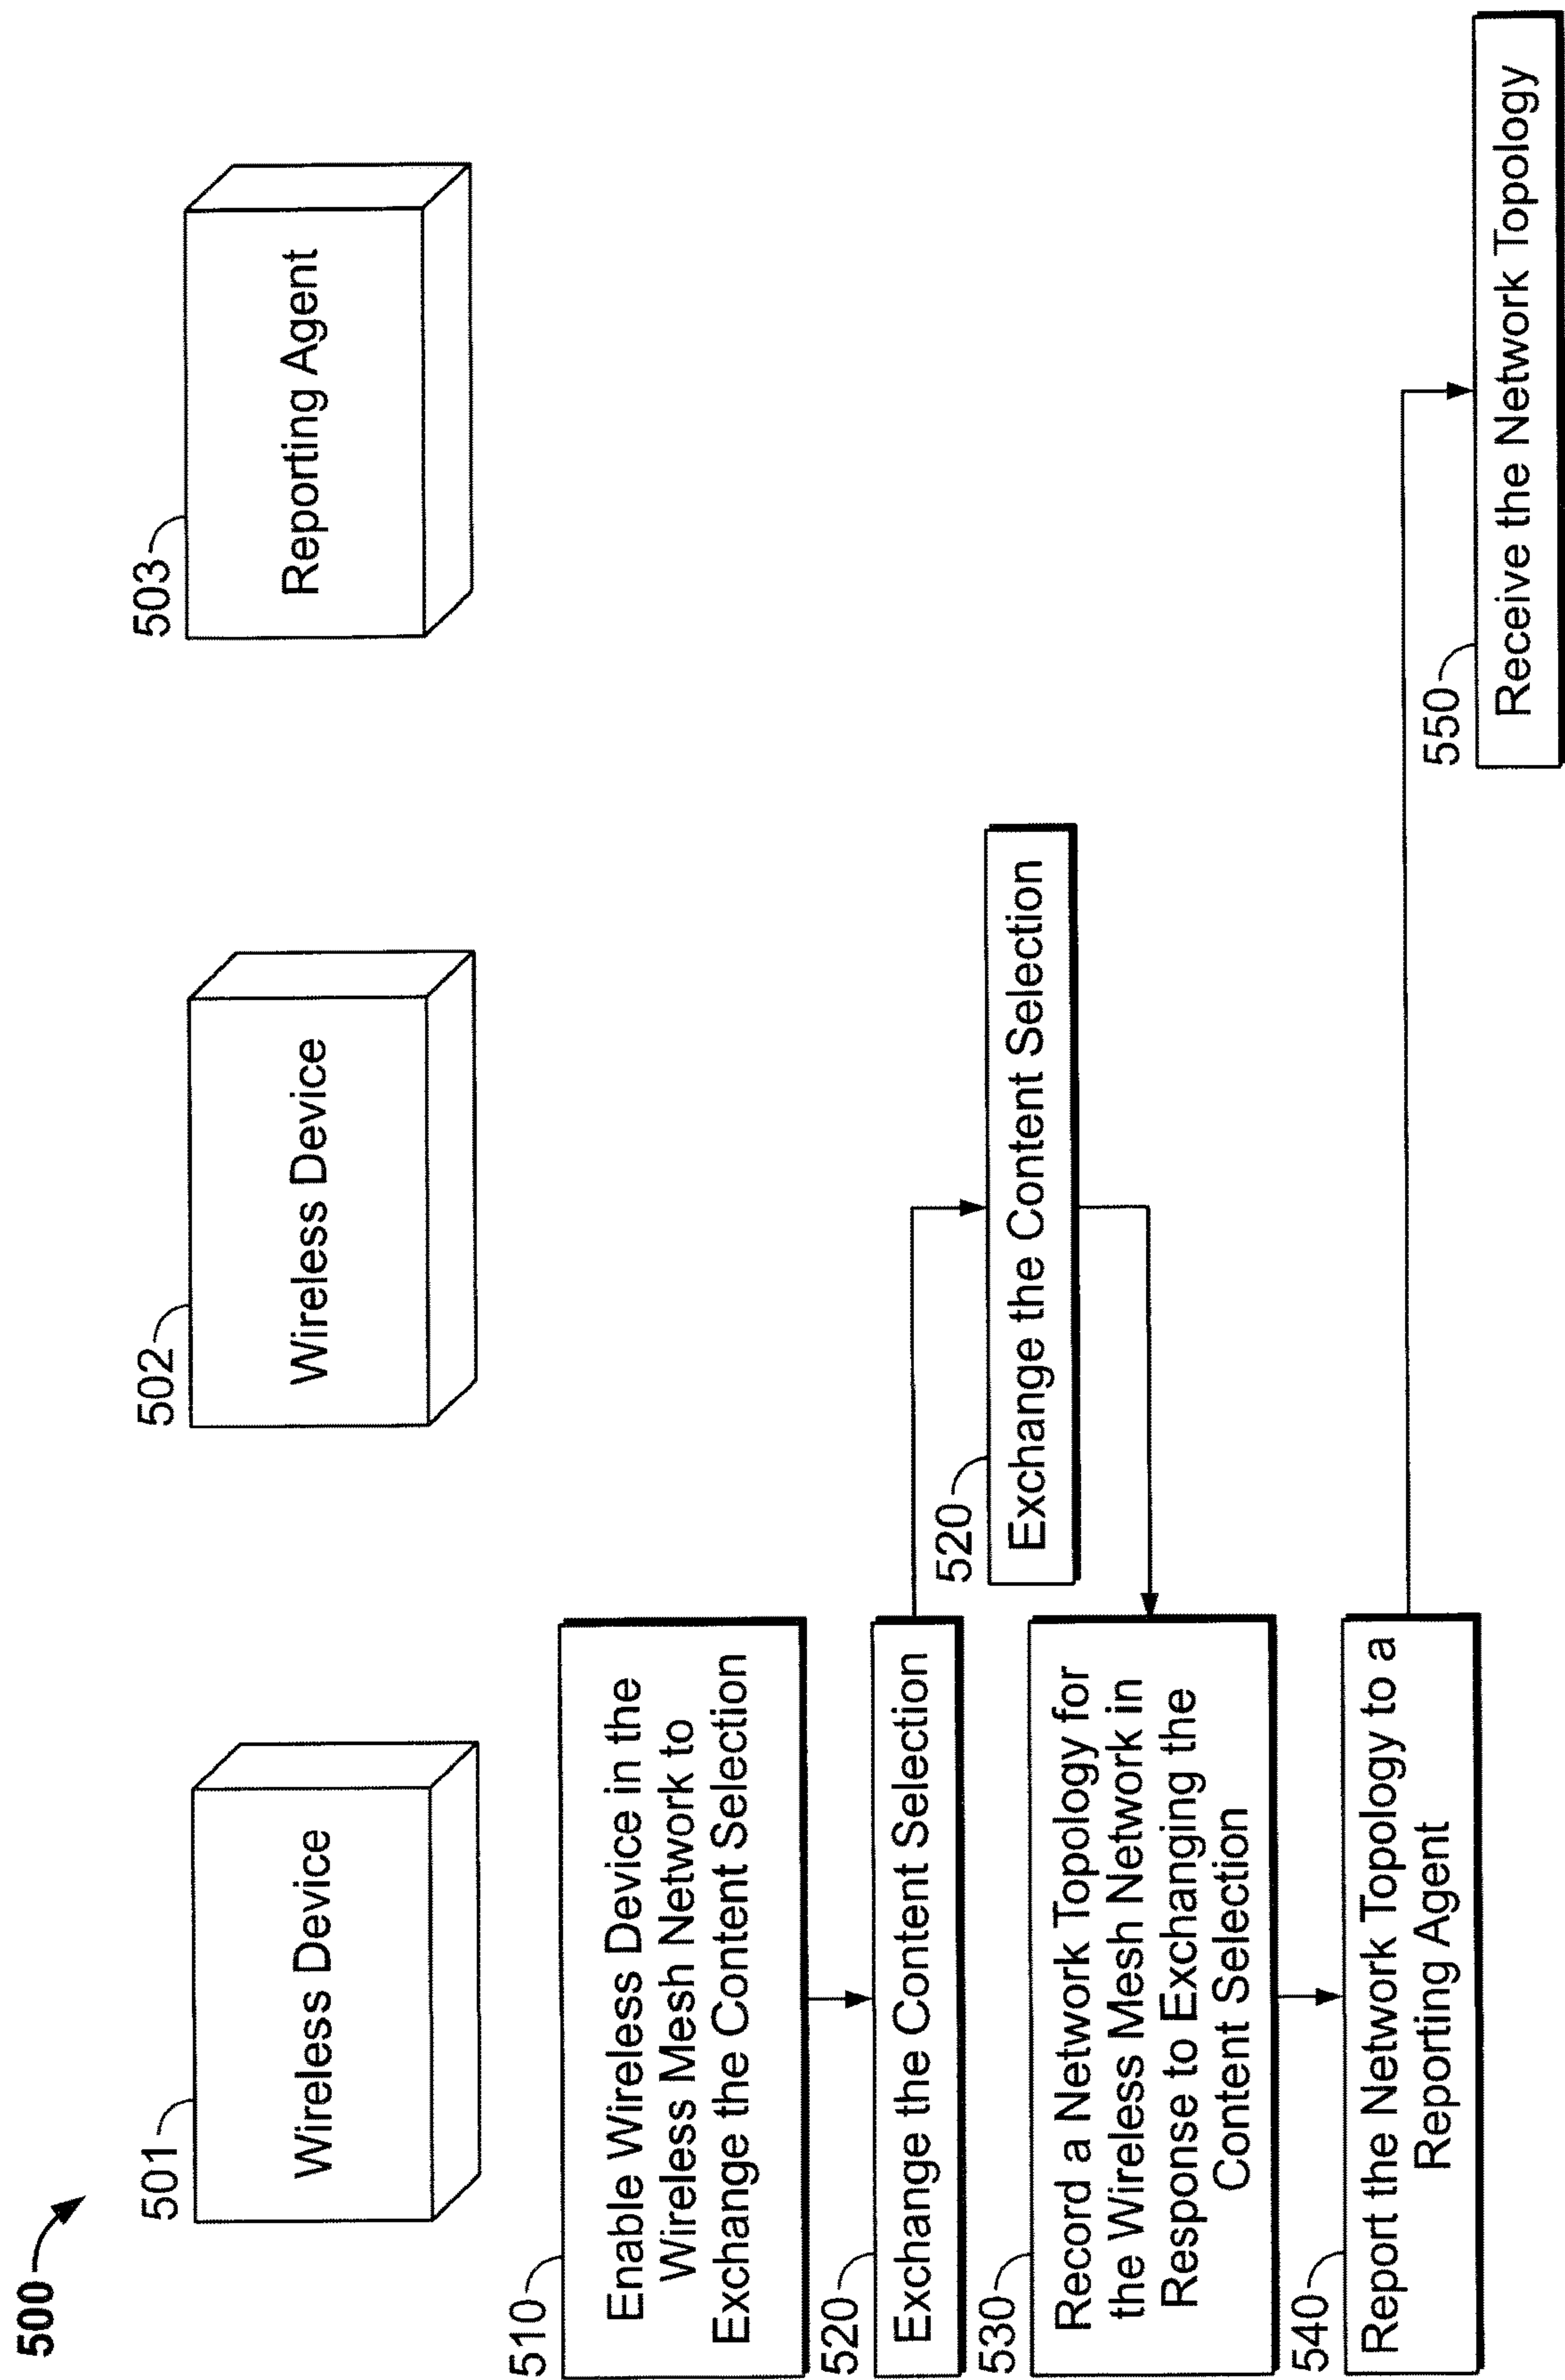 500
501
Wireless Device
502
Wireless Device
503
Reporting Agent
510
Enable Wireless Device in the
Wireless Mesh Network to
Exchange the Content Selection
520
Exchange the Content Selection
520
Exchange the Content Selection
530
Record a Network Topology for
the Wireless Mesh Network in
Response to Exchanging the
Content Selection
540
Report the Network Topology to a
Reporting Agent
550
Receive the Network Topology